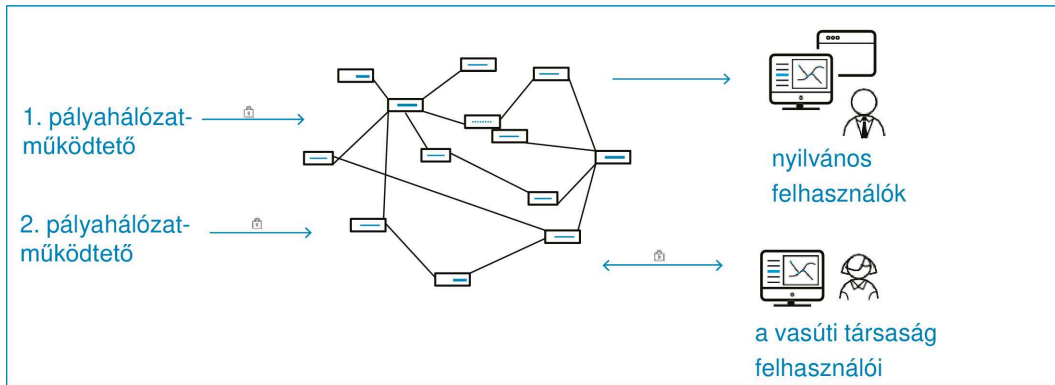 1. pályahálózat-
működtető
2. pályahálózat-
működtető
nyilvános
felhasználók
a vasúti társaság
felhasználói